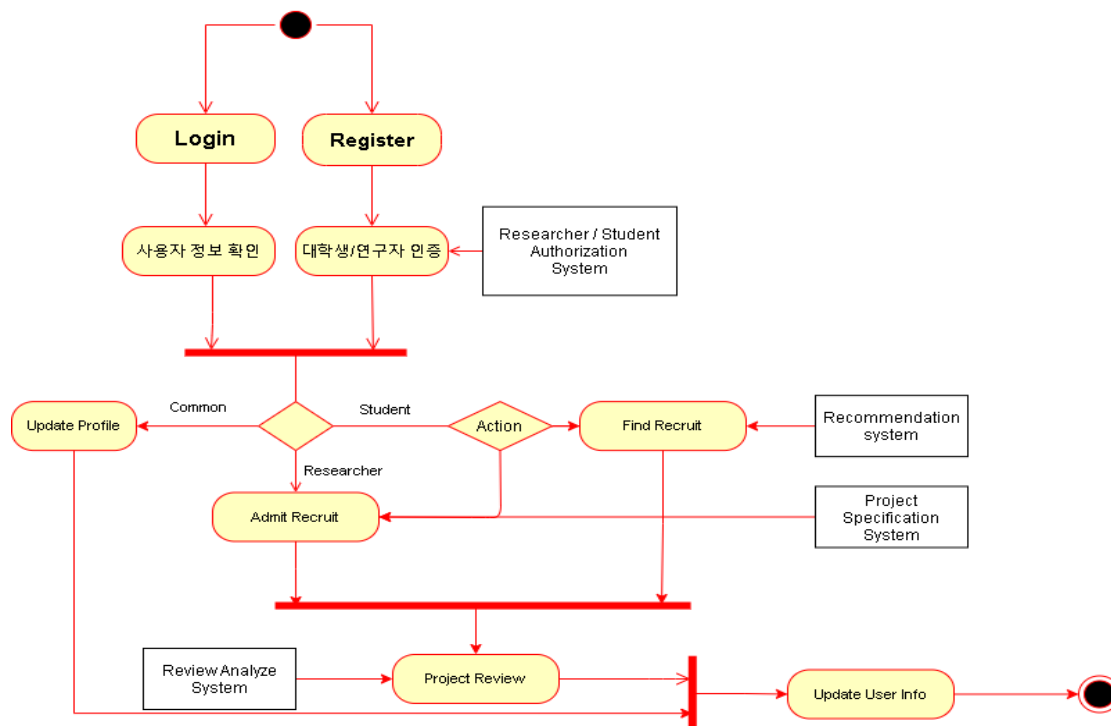 Login
Register
사용자 정보 확인
대학생/연구자 인증
Researcher / Student
Authorization
System
Common
Student
Update Profile
Action
Find Recruit
Recommendation
system
Researcher
Admit Recruit
Project
Specification
System
Review Analyze
System
Project Review
Update User Info